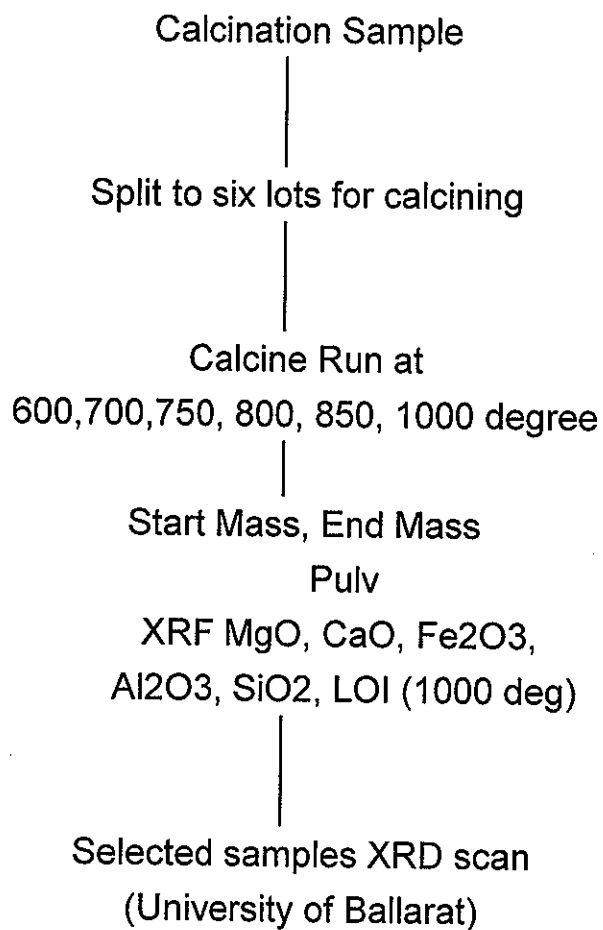 Calcination Sample
Split to six lots for calcining
Calcine Run at
600,700,750, 800, 850, 1000 degree
Start Mass, End Mass
Pulv
XRF MgO, CaO, Fe2O3,
Al2O3, SiO2, LOI (1000 deg)
Selected samples XRD scan
(University of Ballarat)